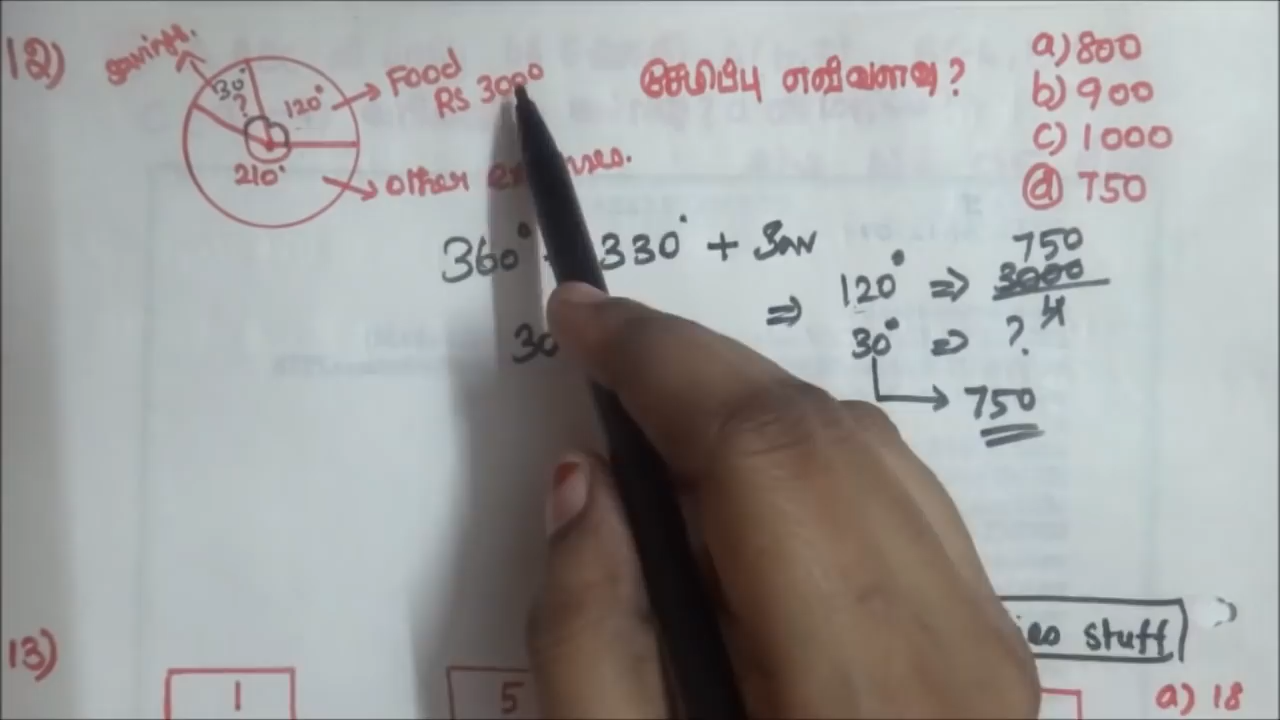 12)
savings.
30°
?
120°
210°
Food
RS 3000
other
சேமிப்பு எவ்வளவு ?
a) 800
b) 900
c) 1000
d) 750
360° 330° + Sav
30
⇒ 120° ⇒ 3000
750
4
30° ⇒ ?
750
stuff
13)
1
5
a) 18